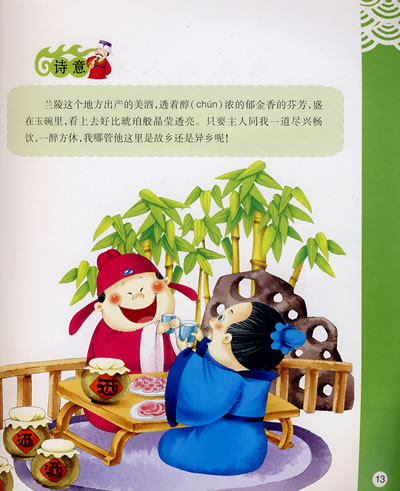 诗意
兰陵这个地方出产的美酒,透着醇(chún)浓的郁金香的芬芳,盛
在玉碗里,看上去好比琥珀般晶莹透亮。只要主人同我一道尽兴畅
饮,一醉方休,我哪管他这里是故乡还是异乡呢!
酒
酒
酒
13